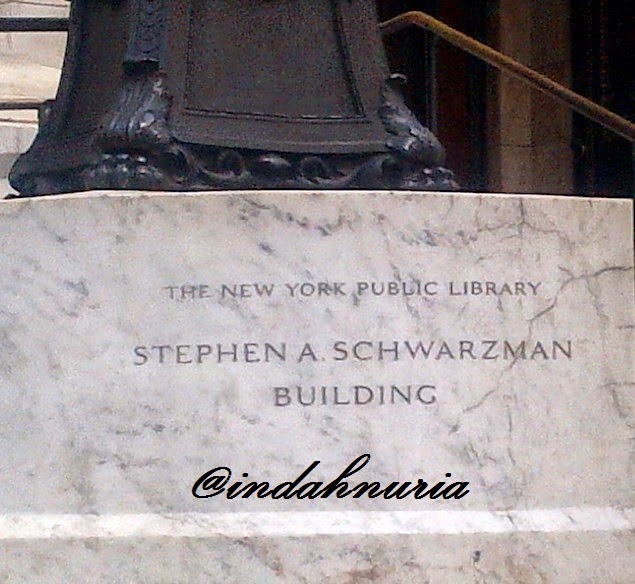 THE NEW YORK PUBLIC LIBRARY
STEPHEN A. SCHWARZMAN
BUILDING
@indahnuria